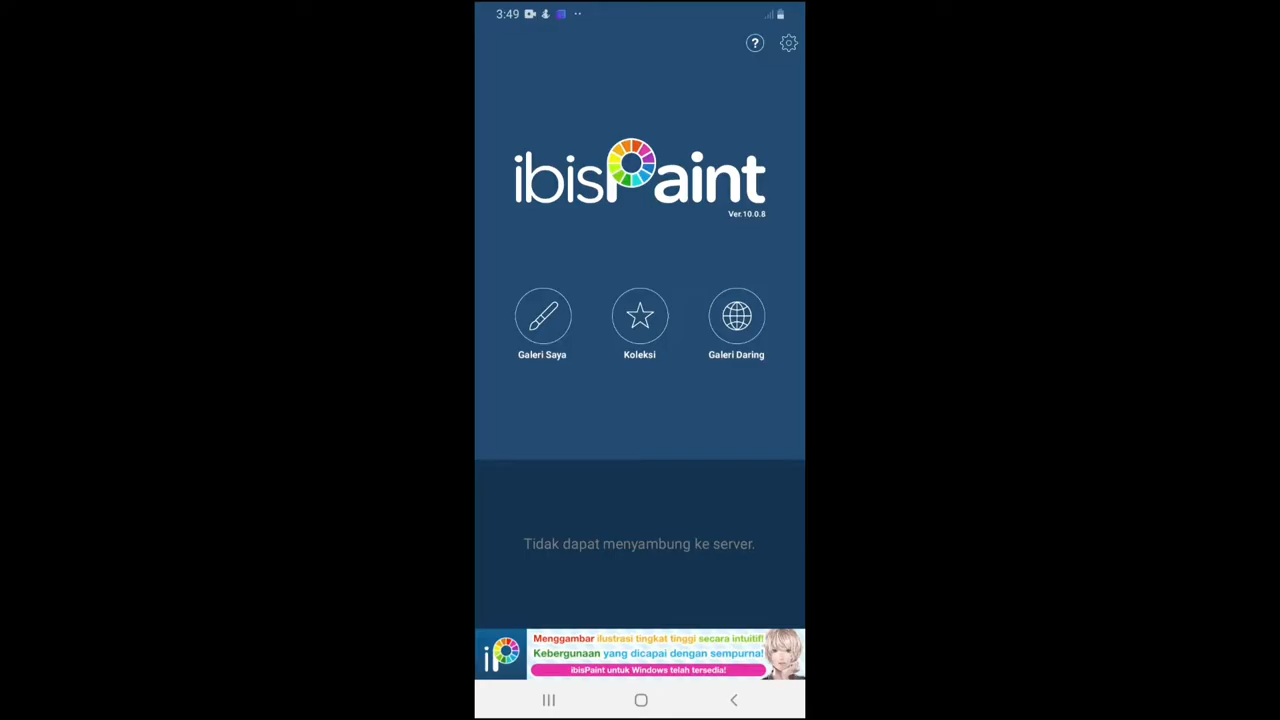 3:49
?
ibisPaint
Ver.10.0.8
Galeri Saya
Koleksi
Galeri Daring
Tidak dapat menyambung ke server.
Menggambar ilustrasi tingkat tinggi secara intuitif!
Kebergunaan yang dicapai dengan sempurna!
ibisPaint untuk Windows telah tersedia!
iP